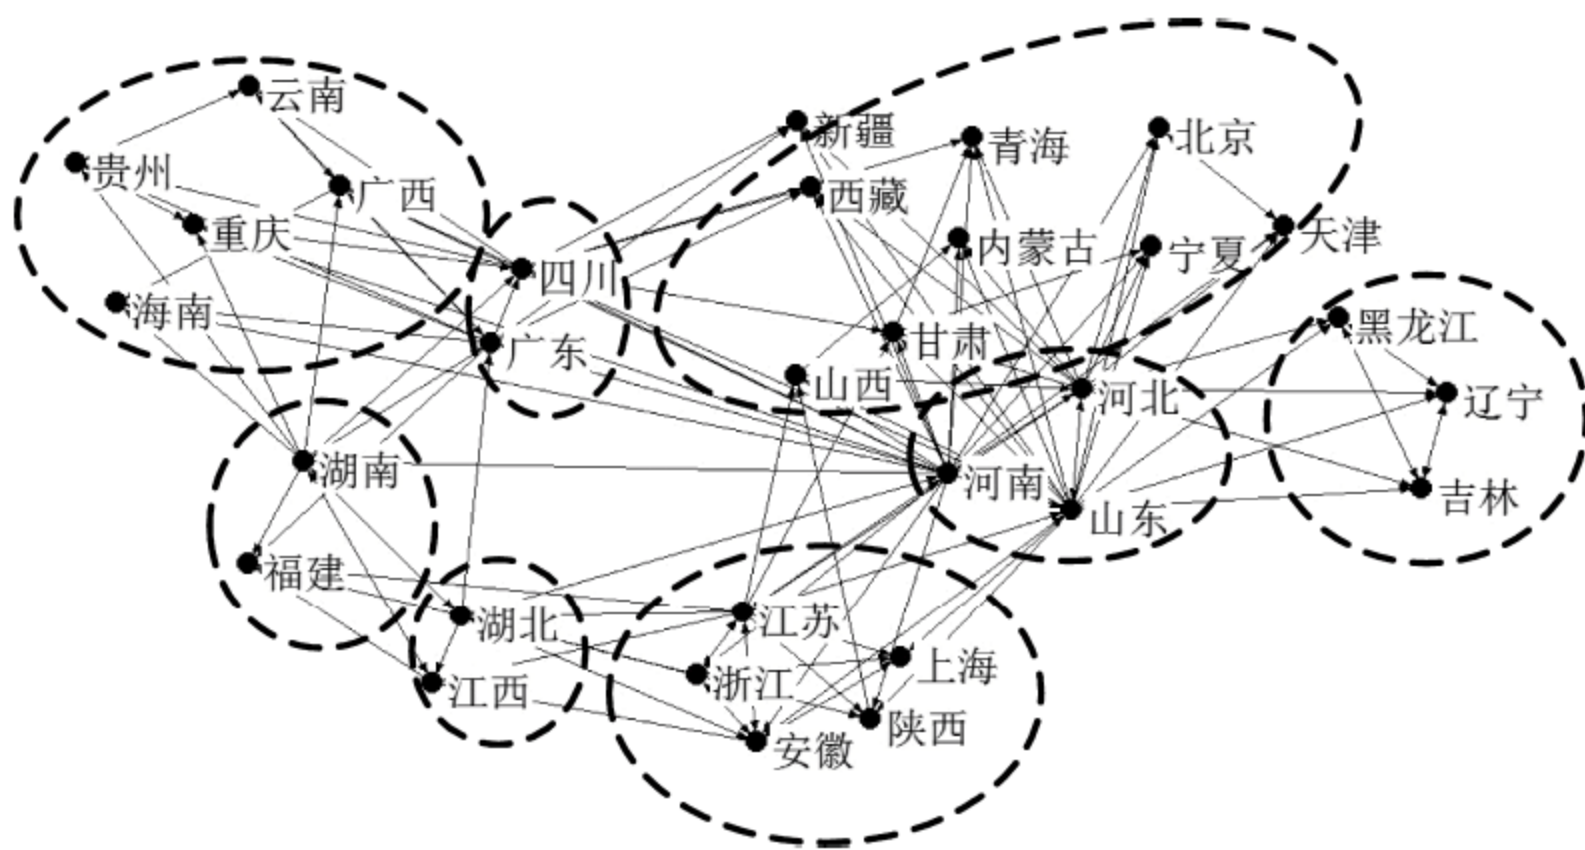 云南
贵州
广西
重庆
海南
四川
广东
新疆
西藏
青海
北京
内蒙古
宁夏
天津
甘肃
山西
河北
河南
山东
黑龙江
辽宁
吉林
湖南
福建
湖北
江西
江苏
浙江
上海
陕西
安徽